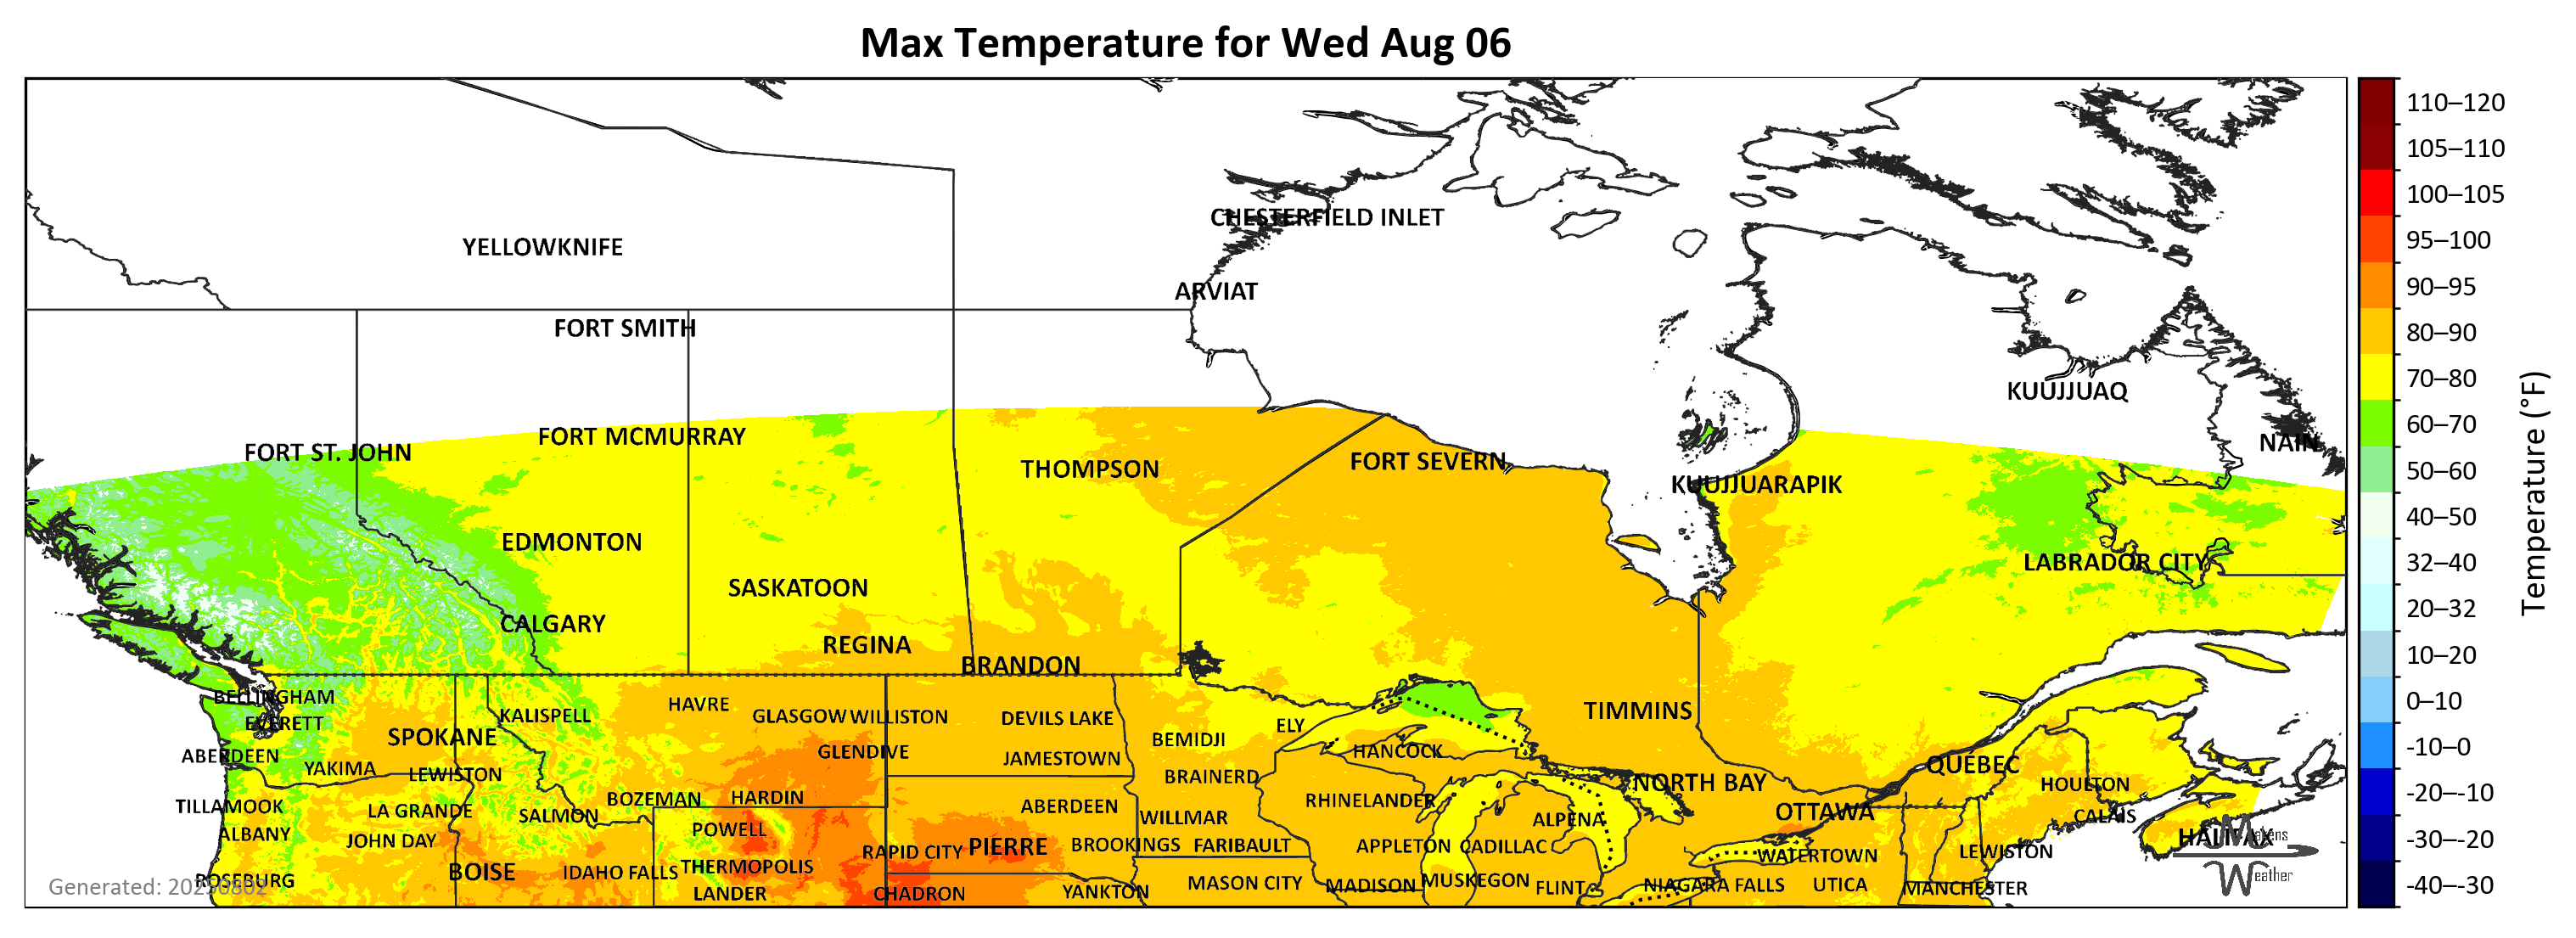 Max Temperature for Wed Aug 06
CHESTERFIELD INLET
YELLOWKNIFE
ARVIAT
FORT SMITH
KUUJJUAQ
FORT MCMURRAY
NAIN
FORT ST. JOHN
THOMPSON
FORT SEVERN
KUUJJUARAPIK
EDMONTON
LABRADOR CITY
SASKATOON
CALGARY
REGINA
BRANDON
BELLINGHAM
EVERETT
KALISPELL
HAVRE
GLASGOW
WILLISTON
DEVILS LAKE
TIMMINS
ELY
SPOKANE
BEMIDJI
ABERDEEN
GLENDIVE
JAMESTOWN
HANCOCK
QUEBEC
YAKIMA
LEWISTON
BRAINERD
NORTH BAY
HOULTON
TILLAMOOK
LA GRANDE
SALMON
BOZEMAN
HARDIN
ABERDEEN
RHINELANDER
OTTAWA
CALAIS
ALBANY
JOHN DAY
POWELL
WILLMAR
ALPENA
HALIFAX
RAPID CITY
PIERRE
BROOKINGS
FARIBAULT
APPLETON
CADILLAC
WATERTOWN
LEWISTON
BOISE
IDAHO FALLS
THERMOPOLIS
ROSEBURG
LANDER
CHADRON
YANKTON
MASON CITY
MADISON
MUSKEGON
FLINT
NIAGARA FALLS
UTICA
MANCHESTER
Generated: 20250802
Makens
Weather
110–120
105–110
100–105
95–100
90–95
80–90
70–80
60–70
50–60
40–50
32–40
20–32
10–20
0–10
-10–0
-20–-10
-30–-20
-40–-30
Temperature (°F)